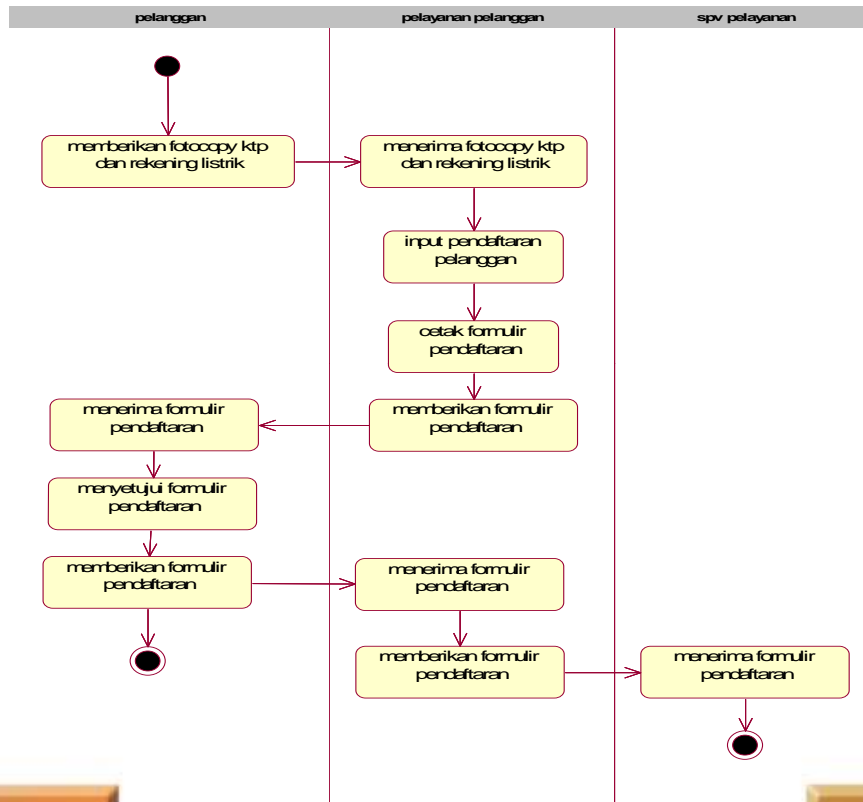 pelanggan
pelayanan pelanggan
spv pelayanan
memberikan fotocopy ktp
dan rekening listrik
menerima fotocopy ktp
dan rekening listrik
input pendaftaran
pelanggan
cetak formulir
pendaftaran
memberikan formulir
pendaftaran
menerima formulir
pendaftaran
menyetujui formulir
pendaftaran
memberikan formulir
pendaftaran
menerima formulir
pendaftaran
memberikan formulir
pendaftaran
menerima formulir
pendaftaran